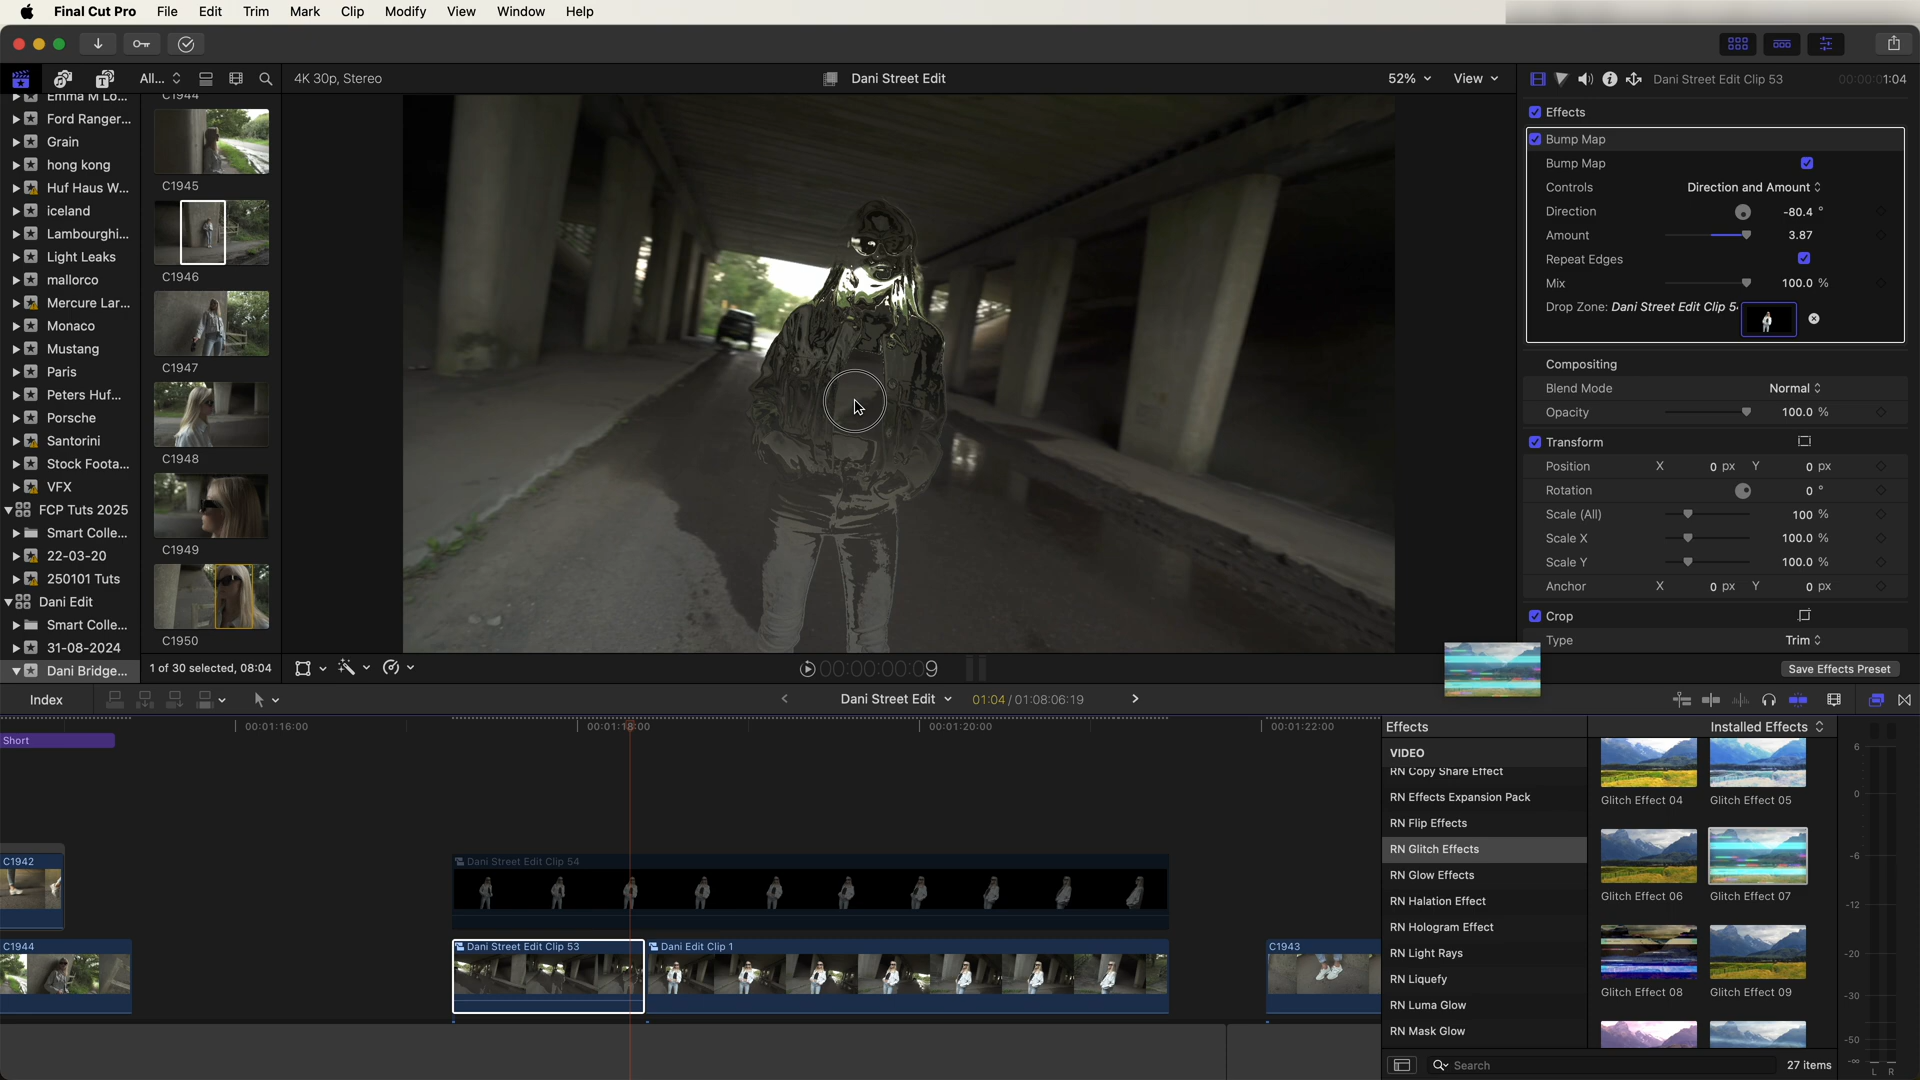 Final Cut Pro File Edit Trim Mark Clip Modify View Window Help
All... 4K 30p, Stereo Dani Street Edit 52% View Dani Street Edit Clip 53 00:00:01:04
Emma M Lo...
Ford Ranger...
Grain
hong kong
Huf Haus W...
iceland
Lambourghi...
Light Leaks
mallorco
Mercure Lar...
Monaco
Mustang
Paris
Peters Huf...
Porsche
Santorini
Stock Foota...
VFX
FCP Tuts 2025
Smart Colle...
22-03-20
250101 Tuts
Dani Edit
Smart Colle...
31-08-2024
Dani Bridge...
C1944
C1945
C1946
C1947
C1948
C1949
C1950
1 of 30 selected, 08:04
00:00:00:09
Effects
Bump Map
Bump Map
Controls Direction and Amount
Direction -80.4 °
Amount 3.87
Repeat Edges
Mix 100.0 %
Drop Zone: Dani Street Edit Clip 5
Compositing
Blend Mode Normal
Opacity 100.0 %
Transform
Position X 0 px Y 0 px
Rotation 0 °
Scale (All) 100 %
Scale X 100.0 %
Scale Y 100.0 %
Anchor X 0 px Y 0 px
Crop
Type Trim
Save Effects Preset
Index Dani Street Edit 01:04 / 01:08:06:19
00:01:16:00 00:01:18:00 00:01:20:00 00:01:22:00
Short
C1942
Dani Street Edit Clip 54
C1944
Dani Street Edit Clip 53
Dani Edit Clip 1
C1943
Effects Installed Effects
VIDEO
RN Copy Share Effect
RN Effects Expansion Pack
RN Flip Effects
RN Glitch Effects
RN Glow Effects
RN Halation Effect
RN Hologram Effect
RN Light Rays
RN Liquefy
RN Luma Glow
RN Mask Glow
Glitch Effect 04 Glitch Effect 05
Glitch Effect 06 Glitch Effect 07
Glitch Effect 08 Glitch Effect 09
Search 27 items
6
0
-6
-12
-20
-30
-50
-∞
L R